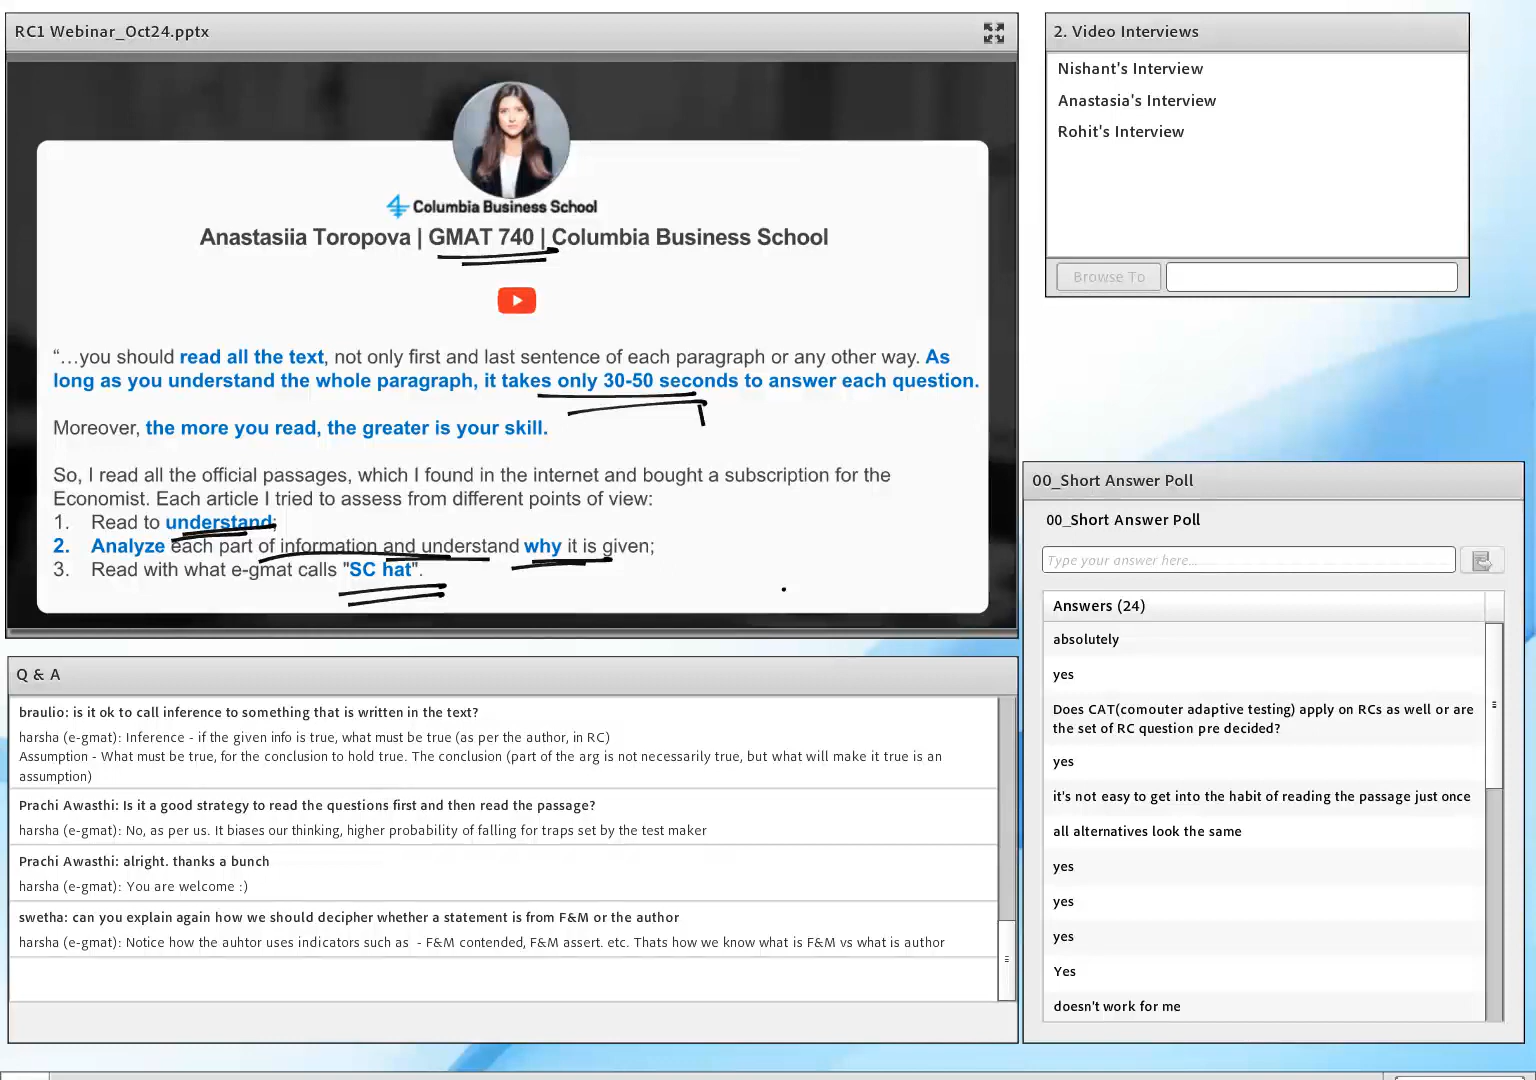 RC1 Webinar_Oct24.pptx
Columbia Business School
Anastasiia Toropova | GMAT 740 | Columbia Business School
“…you should read all the text, not only first and last sentence of each paragraph or any other way. As
long as you understand the whole paragraph, it takes only 30-50 seconds to answer each question.
Moreover, the more you read, the greater is your skill.
So, I read all the official passages, which I found in the internet and bought a subscription for the
Economist. Each article I tried to assess from different points of view:
1. Read to understand;
2. Analyze each part of information and understand why it is given;
3. Read with what e-gmat calls "SC hat".
Q & A
braulio: is it ok to call inference to something that is written in the text?
harsha (e-gmat): Inference - if the given info is true, what must be true (as per the author, in RC)
Assumption - What must be true, for the conclusion to hold true. The conclusion (part of the arg is not necessarily true, but what will make it true is an
assumption)
Prachi Awasthi: Is it a good strategy to read the questions first and then read the passage?
harsha (e-gmat): No, as per us. It biases our thinking, higher probability of falling for traps set by the test maker
Prachi Awasthi: alright. thanks a bunch
harsha (e-gmat): You are welcome :)
swetha: can you explain again how we should decipher whether a statement is from F&M or the author
harsha (e-gmat): Notice how the auhtor uses indicators such as - F&M contended, F&M assert. etc. Thats how we know what is F&M vs what is author
2. Video Interviews
Nishant's Interview
Anastasia's Interview
Rohit's Interview
Browse To
00_Short Answer Poll
00_Short Answer Poll
Type your answer here...
Answers (24)
absolutely
yes
Does CAT(comouter adaptive testing) apply on RCs as well or are
the set of RC question pre decided?
yes
it's not easy to get into the habit of reading the passage just once
all alternatives look the same
yes
yes
yes
Yes
doesn't work for me